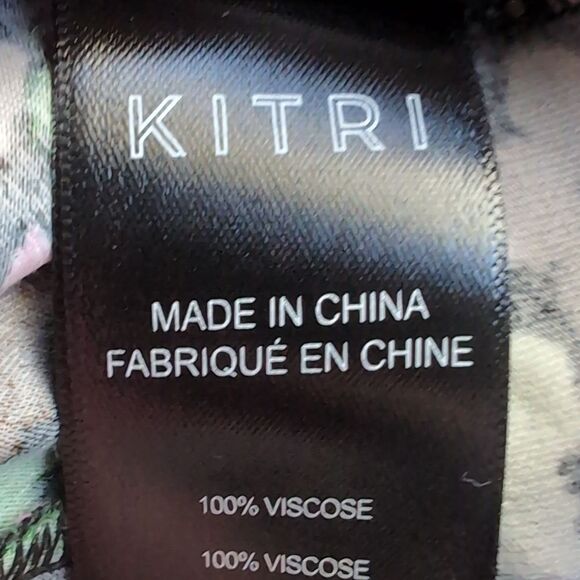 KITRI
MADE IN CHINA
FABRIQUÉ EN CHINE
100% VISCOSE
100% VISCOSE